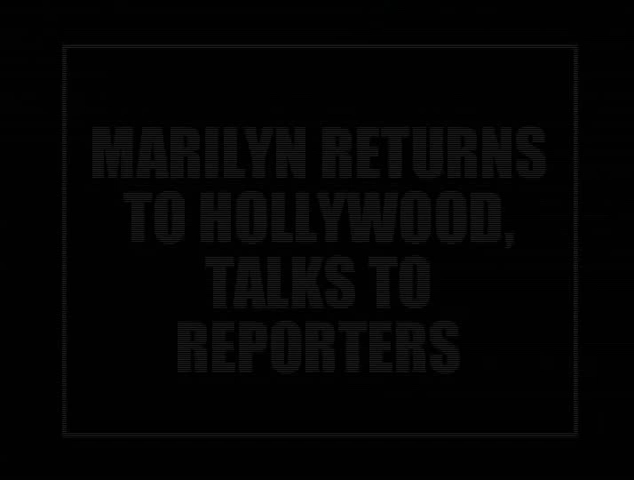 MARILYN RETURNS
TO HOLLYWOOD,
TALKS TO
REPORTERS